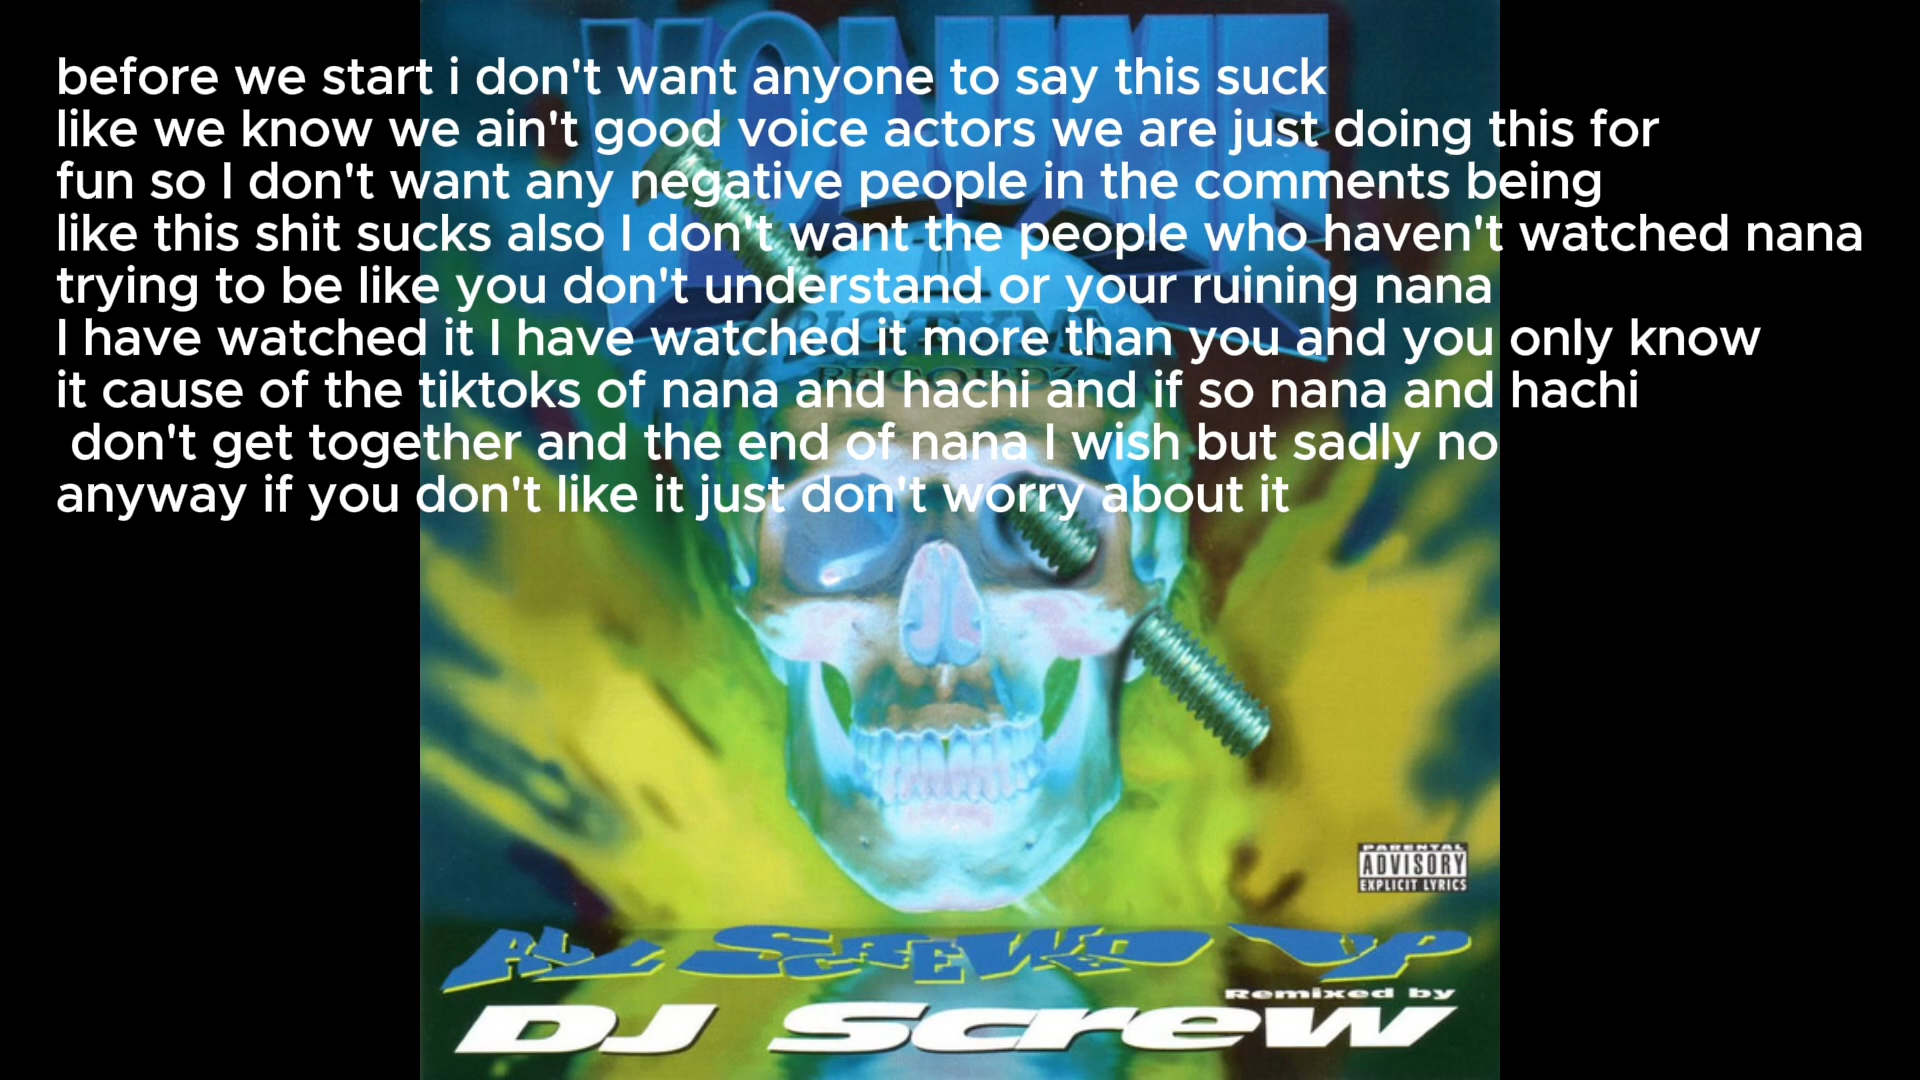 VOLUME
before we start i don't want anyone to say this suck
like we know we ain't good voice actors we are just doing this for
fun so I don't want any negative people in the comments being
like this shit sucks also I don't want the people who haven't watched nana
trying to be like you don't understand or your ruining nana
I have watched it I have watched it more than you and you only know
it cause of the tiktoks of nana and hachi and if so nana and hachi
don't get together and the end of nana I wish but sadly no
anyway if you don't like it just don't worry about it
BIGTYME
RECORDZ
PARENTAL
ADVISORY
EXPLICIT LYRICS
ALL SCREWED UP
Remixed by
DJ Screw